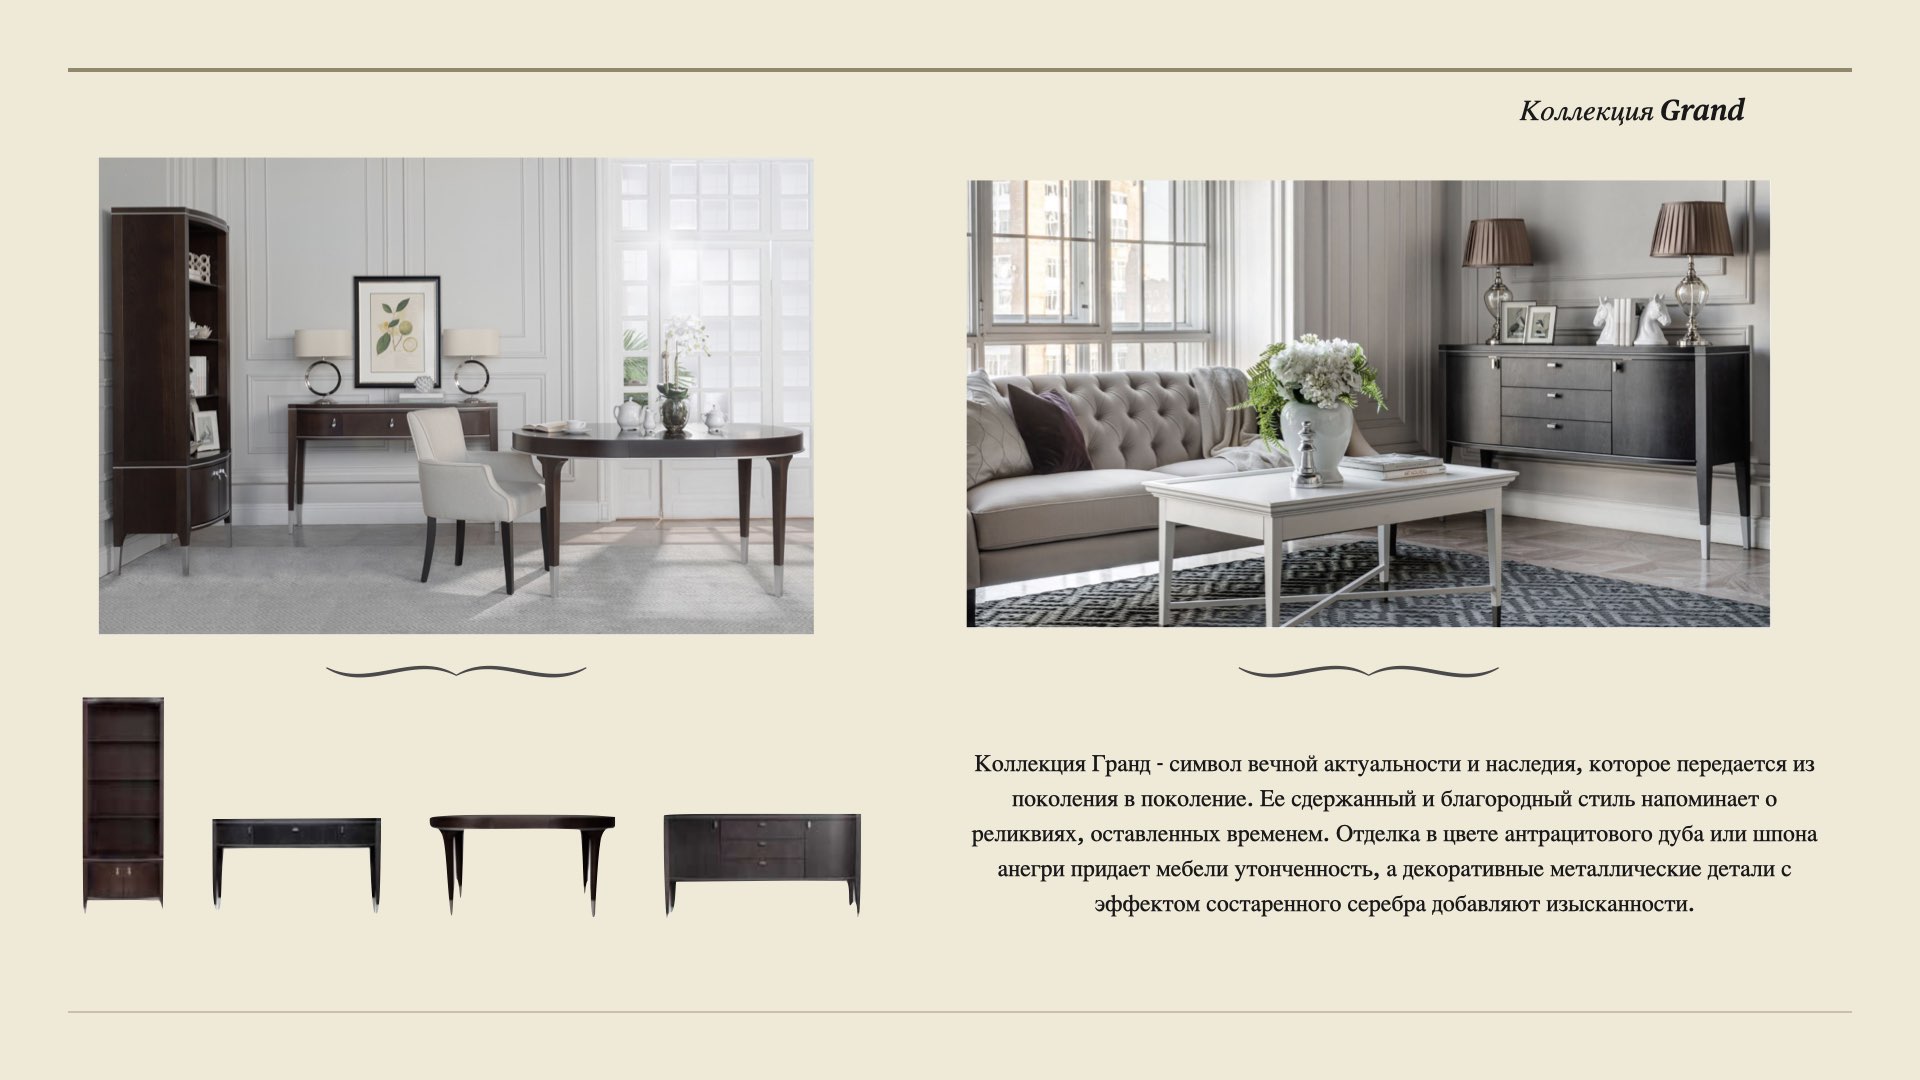 Коллекция Grand
Коллекция Гранд - символ вечной актуальности и наследия, которое передается из
поколения в поколение. Ее сдержанный и благородный стиль напоминает о
реликвиях, оставленных временем. Отделка в цвете антрацитового дуба или шпона
анегри придает мебели утонченность, а декоративные металлические детали с
эффектом состаренного серебра добавляют изысканности.